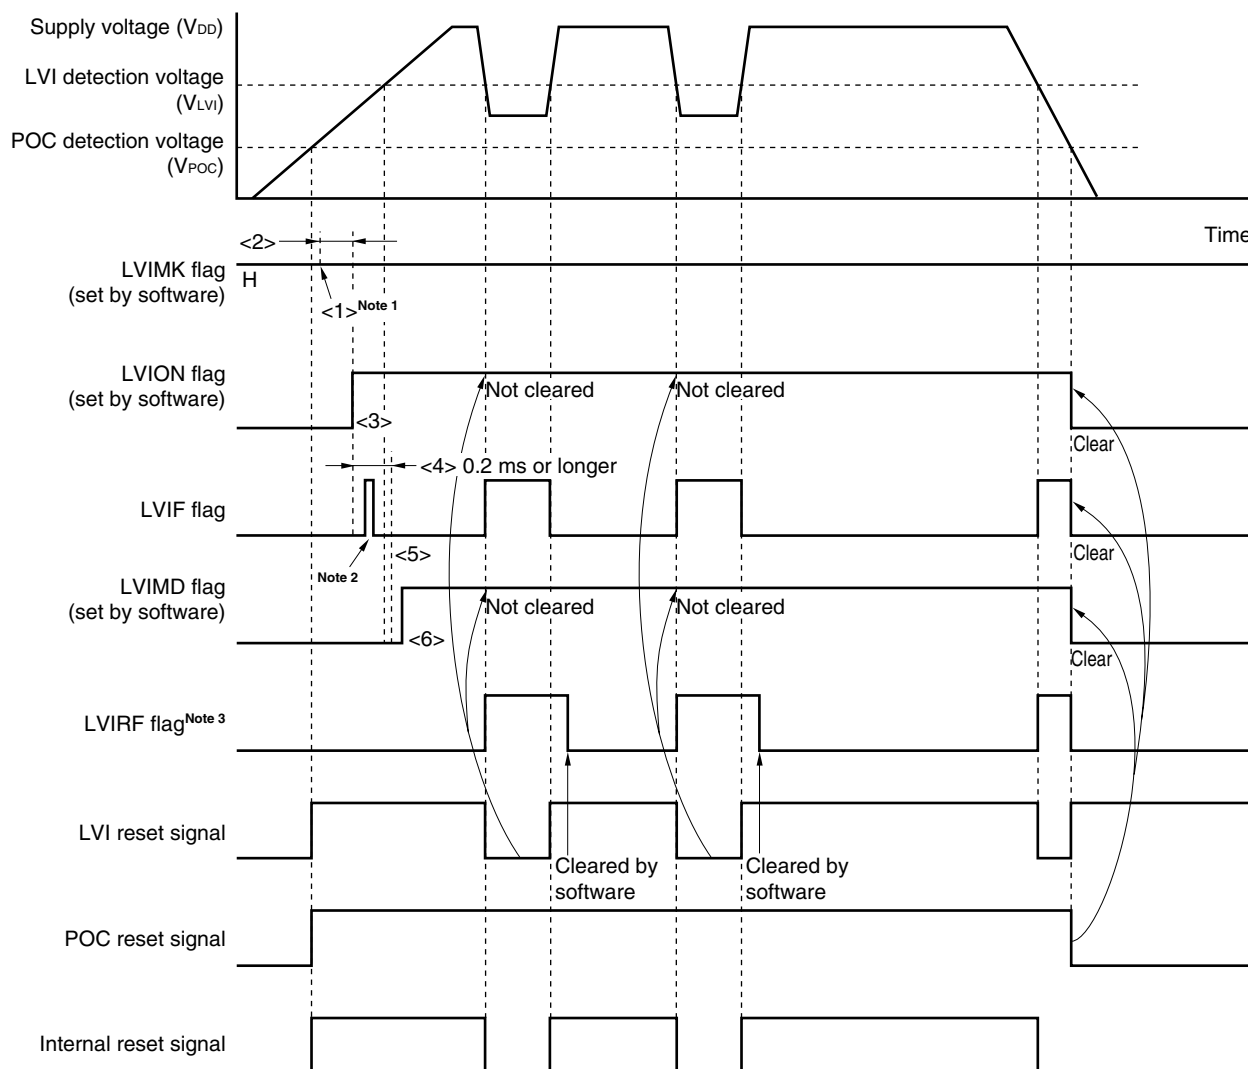 Supply voltage (VDD)
LVI detection voltage
(VLVI)
POC detection voltage
(VPOC)
Time
<2>
LVIMK flag
(set by software)
H
<1>Note 1
LVION flag
(set by software)
Not cleared
Not cleared
<3>
Clear
<4> 0.2 ms or longer
LVIF flag
Note 2
<5>
Clear
LVIMD flag
(set by software)
Not cleared
Not cleared
<6>
Clear
LVIRF flagNote 3
LVI reset signal
Cleared by
software
Cleared by
software
POC reset signal
Internal reset signal